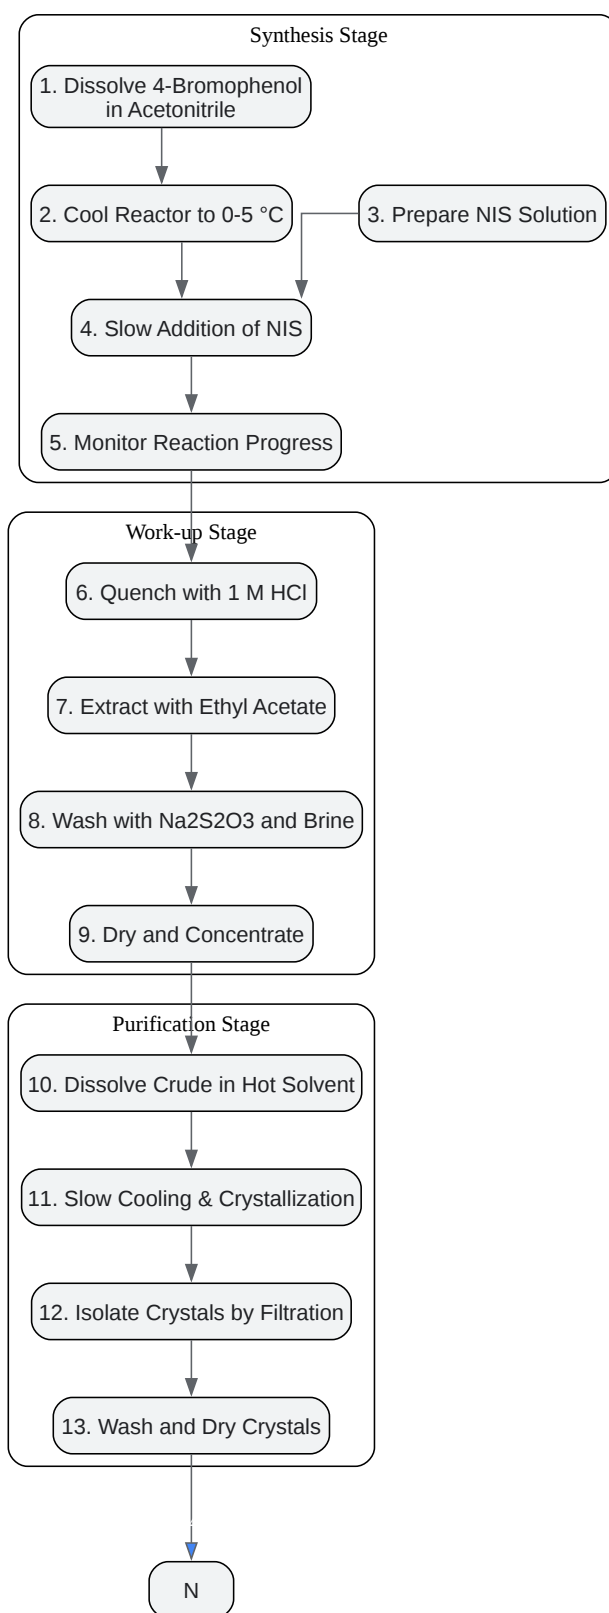 Synthesis Stage
1. Dissolve 4-Bromophenol
in Acetonitrile
2. Cool Reactor to 0-5 °C
3. Prepare NIS Solution
4. Slow Addition of NIS
5. Monitor Reaction Progress
Work-up Stage
6. Quench with 1 M HCl
7. Extract with Ethyl Acetate
8. Wash with Na2S2O3 and Brine
9. Dry and Concentrate
Purification Stage
10. Dissolve Crude in Hot Solvent
11. Slow Cooling & Crystallization
12. Isolate Crystals by Filtration
13. Wash and Dry Crystals
N